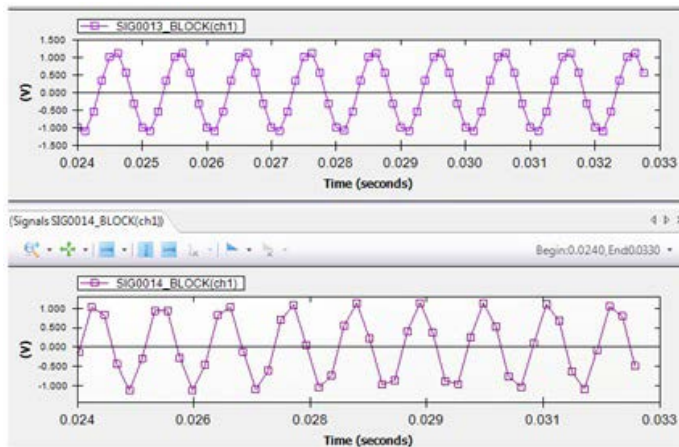 SIG0013_BLOCK(ch1)
1.500
1.000
0.500
0.000
-0.500
-1.000
-1.500
(V)
0.024 0.025 0.026 0.027 0.028 0.029 0.030 0.031 0.032 0.033
Time (seconds)
(Signals SIG0014_BLOCK(ch1))
Begin:0.0240,End:0.0330
SIG0014_BLOCK(ch1)
1.000
0.500
0.000
-0.500
-1.000
(V)
0.024 0.026 0.028 0.029 0.031 0.033
Time (seconds)